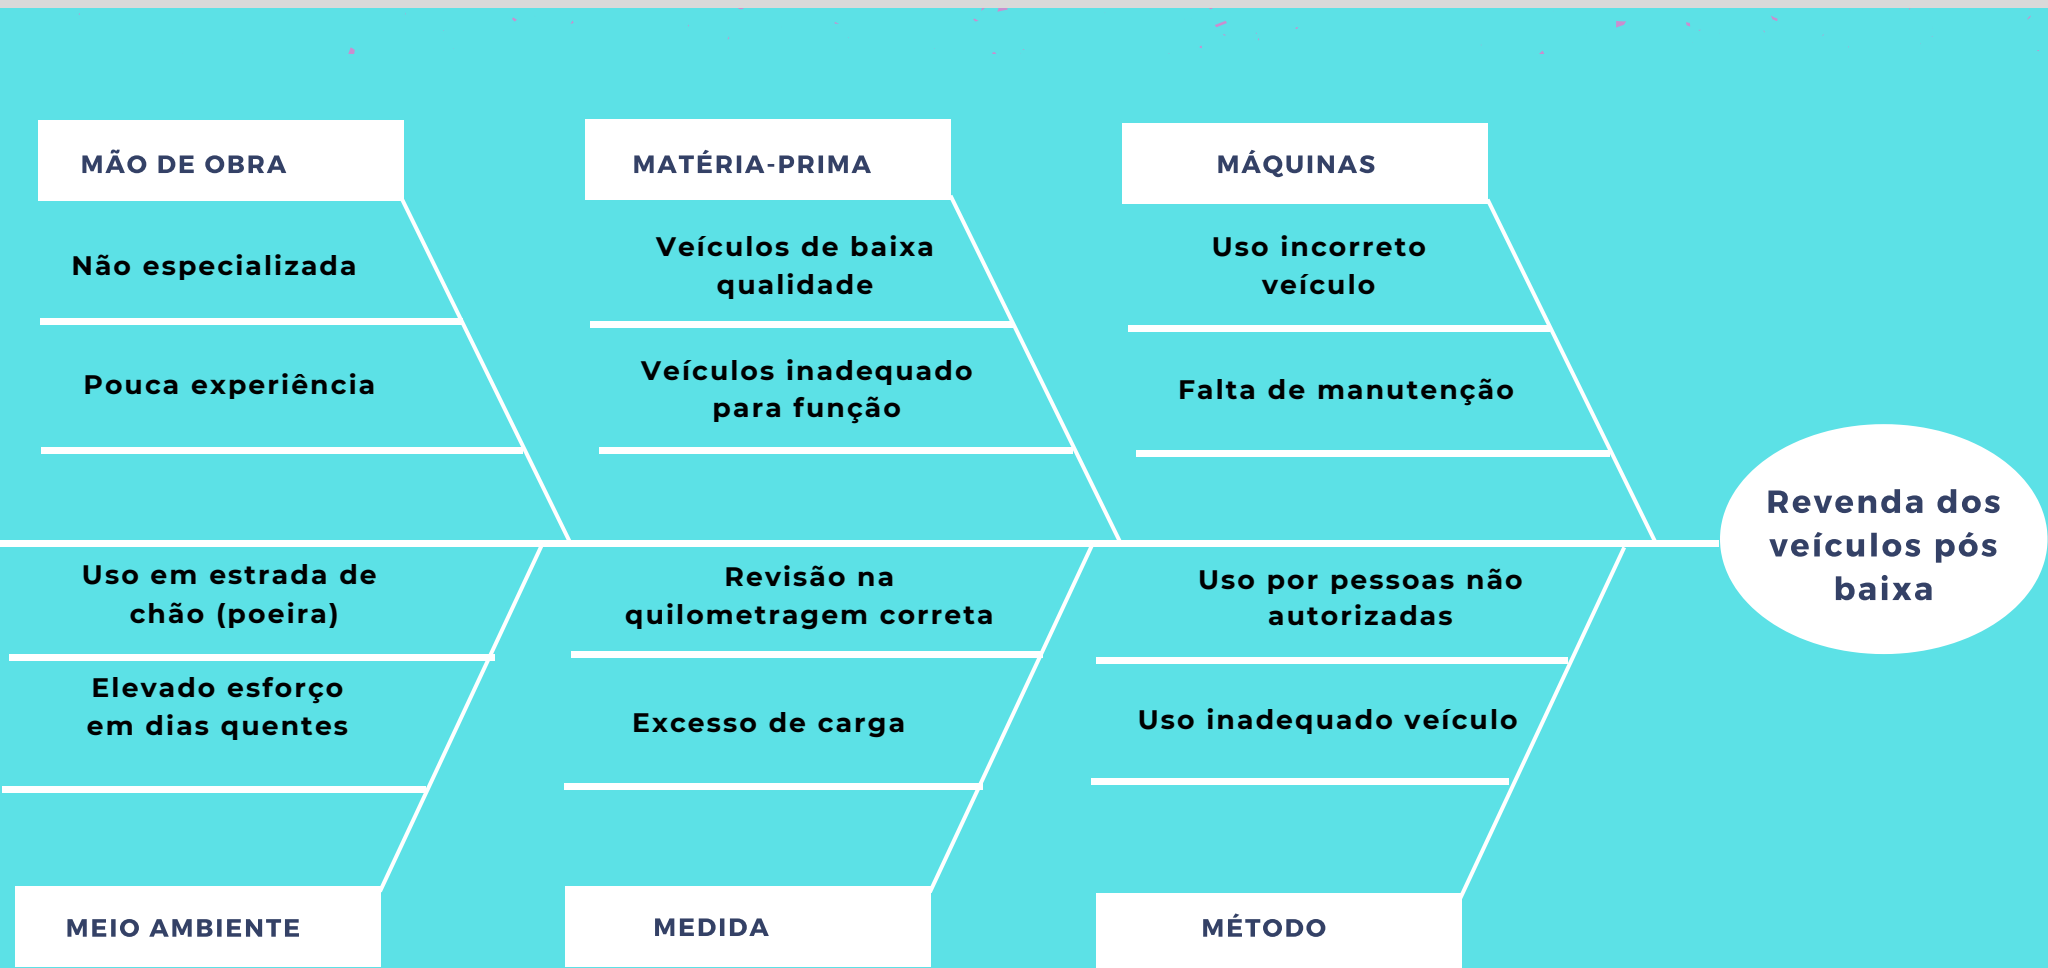 MÃO DE OBRA
MATÉRIA-PRIMA
MÁQUINAS
Não especializada
Veículos de baixa
qualidade
Uso incorreto
veículo
Pouca experiência
Veículos inadequado
para função
Falta de manutenção
Revenda dos
veículos pós
baixa
Uso em estrada de
chão (poeira)
Revisão na
quilometragem correta
Uso por pessoas não
autorizadas
Elevado esforço
em dias quentes
Excesso de carga
Uso inadequado veículo
MEIO AMBIENTE
MEDIDA
MÉTODO